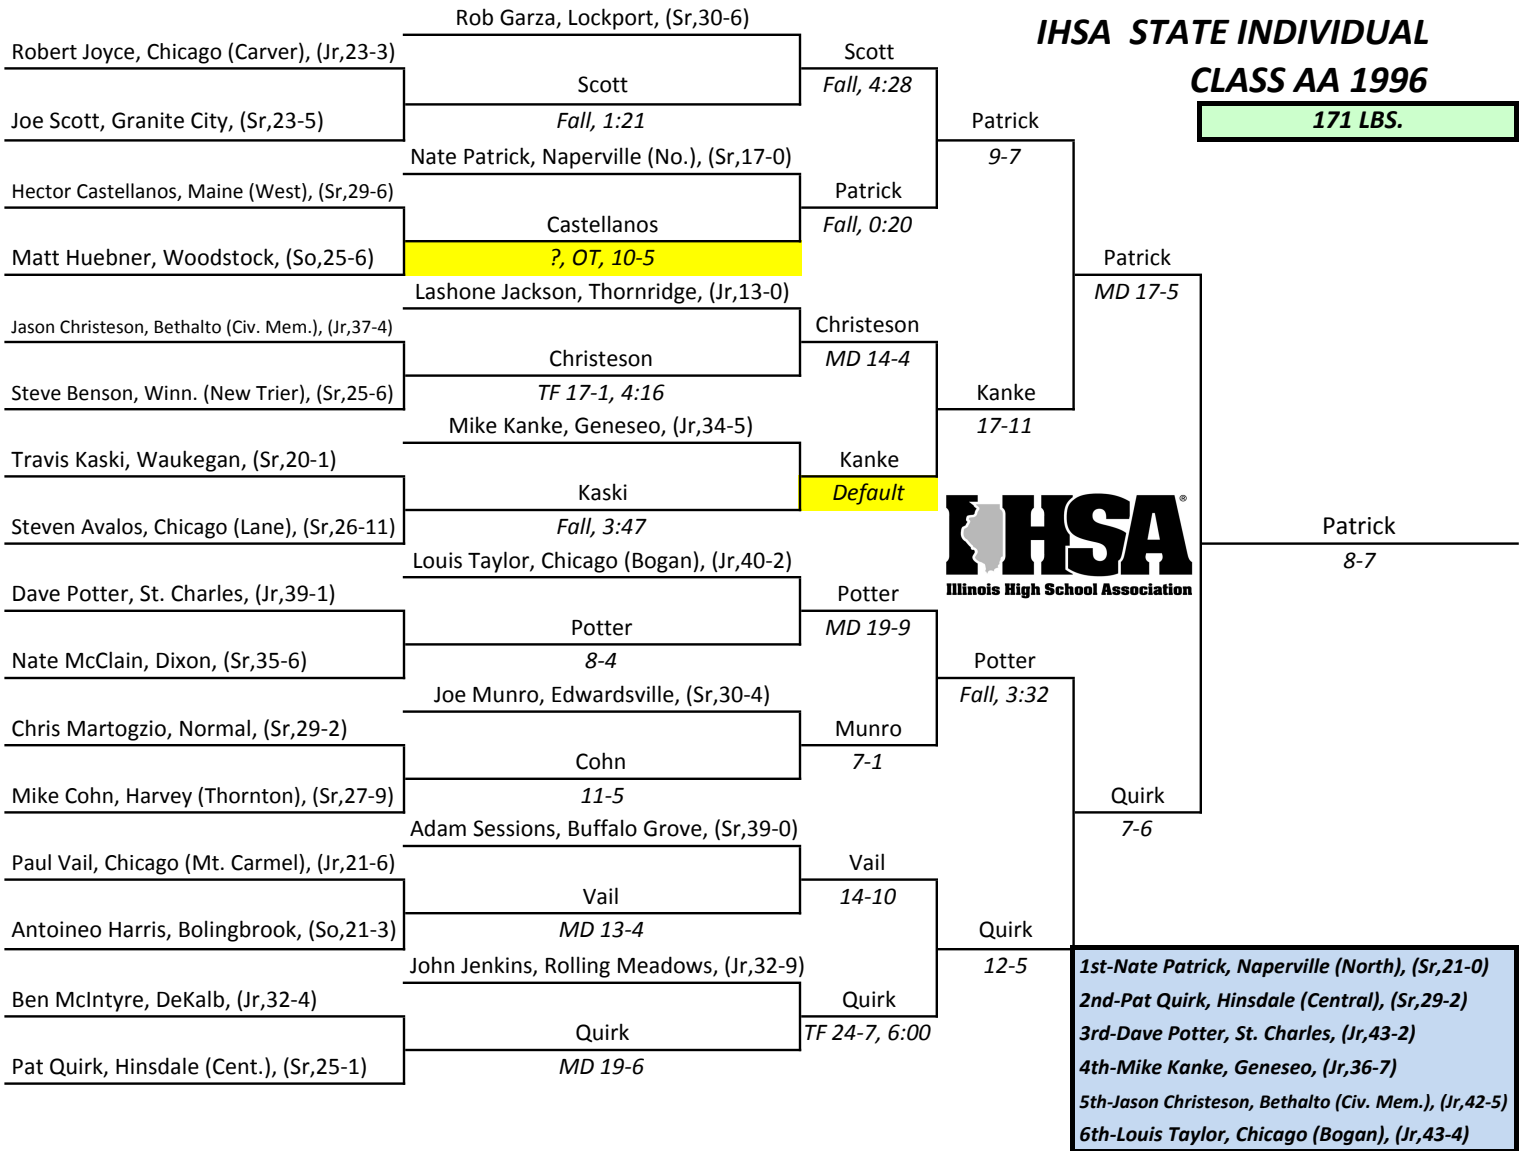 IHSA STATE INDIVIDUAL
CLASS AA 1996
171 LBS.
Rob Garza, Lockport, (Sr,30-6)
Robert Joyce, Chicago (Carver), (Jr,23-3)
Scott
Fall, 4:28
Scott
Fall, 1:21
Joe Scott, Granite City, (Sr,23-5)
Patrick
9-7
Nate Patrick, Naperville (No.), (Sr,17-0)
Hector Castellanos, Maine (West), (Sr,29-6)
Patrick
Fall, 0:20
Castellanos
?, OT, 10-5
Matt Huebner, Woodstock, (So,25-6)
Patrick
MD 17-5
Lashone Jackson, Thornridge, (Jr,13-0)
Jason Christeson, Bethalto (Civ. Mem.), (Jr,37-4)
Christeson
MD 14-4
Christeson
TF 17-1, 4:16
Steve Benson, Winn. (New Trier), (Sr,25-6)
Kanke
17-11
Mike Kanke, Geneseo, (Jr,34-5)
Travis Kaski, Waukegan, (Sr,20-1)
Kanke
Default
Kaski
Fall, 3:47
Steven Avalos, Chicago (Lane), (Sr,26-11)
IHSA®
Illinois High School Association
Patrick
8-7
Louis Taylor, Chicago (Bogan), (Jr,40-2)
Dave Potter, St. Charles, (Jr,39-1)
Potter
MD 19-9
Potter
8-4
Nate McClain, Dixon, (Sr,35-6)
Potter
Fall, 3:32
Joe Munro, Edwardsville, (Sr,30-4)
Chris Martogzio, Normal, (Sr,29-2)
Munro
7-1
Cohn
11-5
Mike Cohn, Harvey (Thornton), (Sr,27-9)
Quirk
7-6
Adam Sessions, Buffalo Grove, (Sr,39-0)
Paul Vail, Chicago (Mt. Carmel), (Jr,21-6)
Vail
14-10
Vail
MD 13-4
Antoineo Harris, Bolingbrook, (So,21-3)
Quirk
12-5
John Jenkins, Rolling Meadows, (Jr,32-9)
Ben McIntyre, DeKalb, (Jr,32-4)
Quirk
TF 24-7, 6:00
Quirk
MD 19-6
Pat Quirk, Hinsdale (Cent.), (Sr,25-1)
1st-Nate Patrick, Naperville (North), (Sr,21-0)
2nd-Pat Quirk, Hinsdale (Central), (Sr,29-2)
3rd-Dave Potter, St. Charles, (Jr,43-2)
4th-Mike Kanke, Geneseo, (Jr,36-7)
5th-Jason Christeson, Bethalto (Civ. Mem.), (Jr,42-5)
6th-Louis Taylor, Chicago (Bogan), (Jr,43-4)